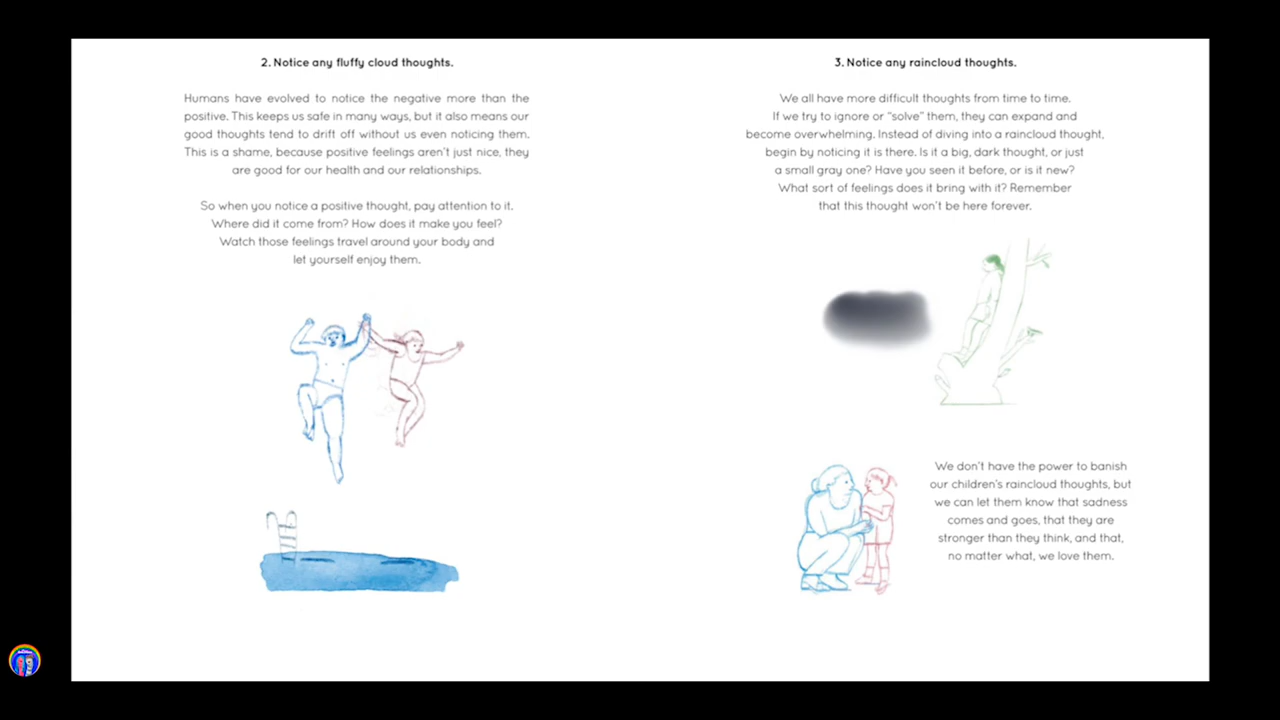 2. Notice any fluffy cloud thoughts.
Humans have evolved to notice the negative more than the
positive. This keeps us safe in many ways, but it also means our
good thoughts tend to drift off without us even noticing them.
This is a shame, because positive feelings aren't just nice, they
are good for our health and our relationships.
So when you notice a positive thought, pay attention to it.
Where did it come from? How does it make you feel?
Watch those feelings travel around your body and
let yourself enjoy them.
3. Notice any raincloud thoughts.
We all have more difficult thoughts from time to time.
If we try to ignore or "solve" them, they can expand and
become overwhelming. Instead of diving into a raincloud thought,
begin by noticing it is there. Is it a big, dark thought, or just
a small gray one? Have you seen it before, or is it new?
What sort of feelings does it bring with it? Remember
that this thought won't be here forever.
We don't have the power to banish
our children's raincloud thoughts, but
we can let them know that sadness
comes and goes, that they are
stronger than they think, and that,
no matter what, we love them.